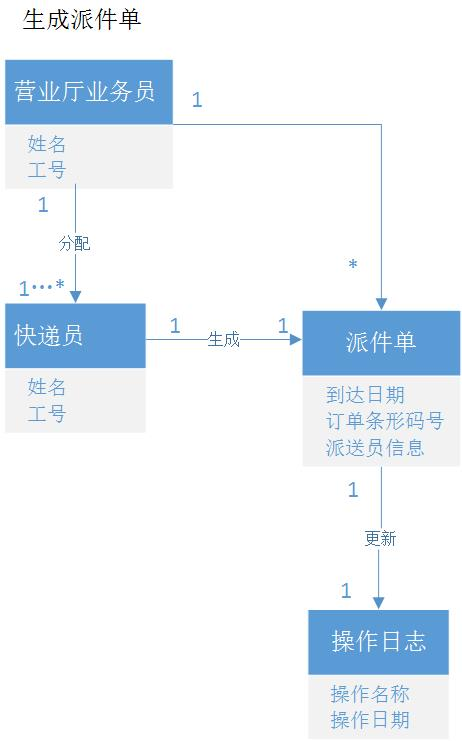 生成派件单
营业厅业务员
1
姓名
工号
1
分配
*
1…*
快递员
1
生成
1
派件单
姓名
工号
到达日期
订单条形码号
派送员信息
1
更新
1
操作日志
操作名称
操作日期